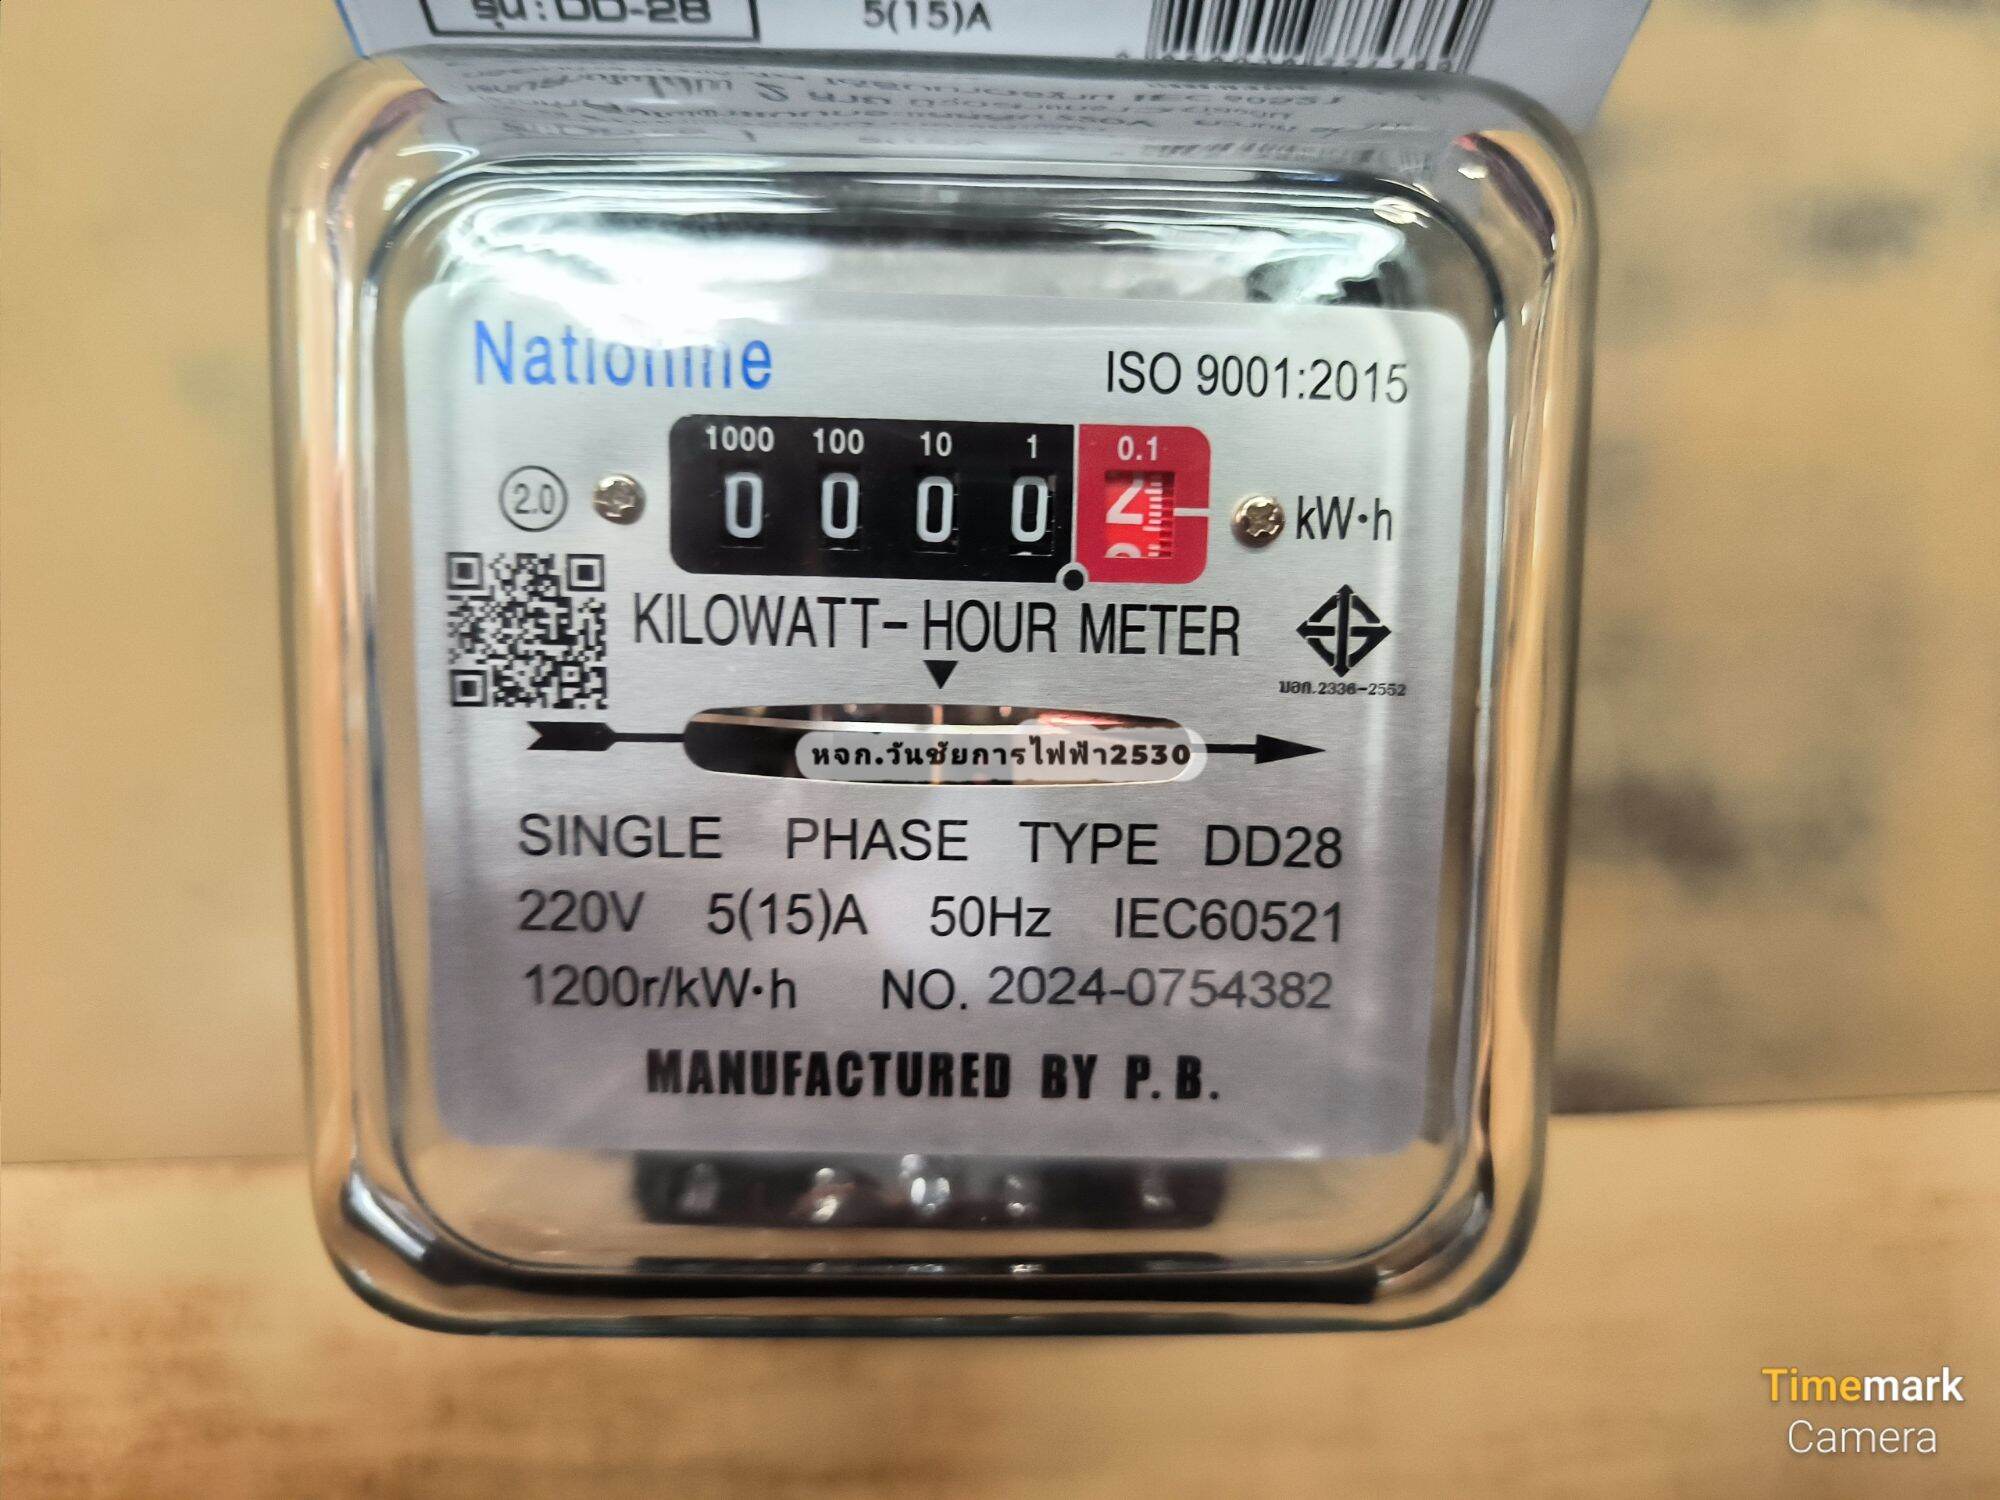 รุ่น : DD-28 5(15)A
Nationine
ISO 9001:2015
1000 100 10 1 0.1
2.0 0 0 0 0 2 kW·h
KILOWATT-HOUR METER
มอก.2336-2552
หจก.วันชัยการไฟฟ้า2530
SINGLE PHASE TYPE DD28
220V 5(15)A 50Hz IEC60521
1200r/kW·h NO. 2024-0754382
MANUFACTURED BY P.B.
Timemark
Camera